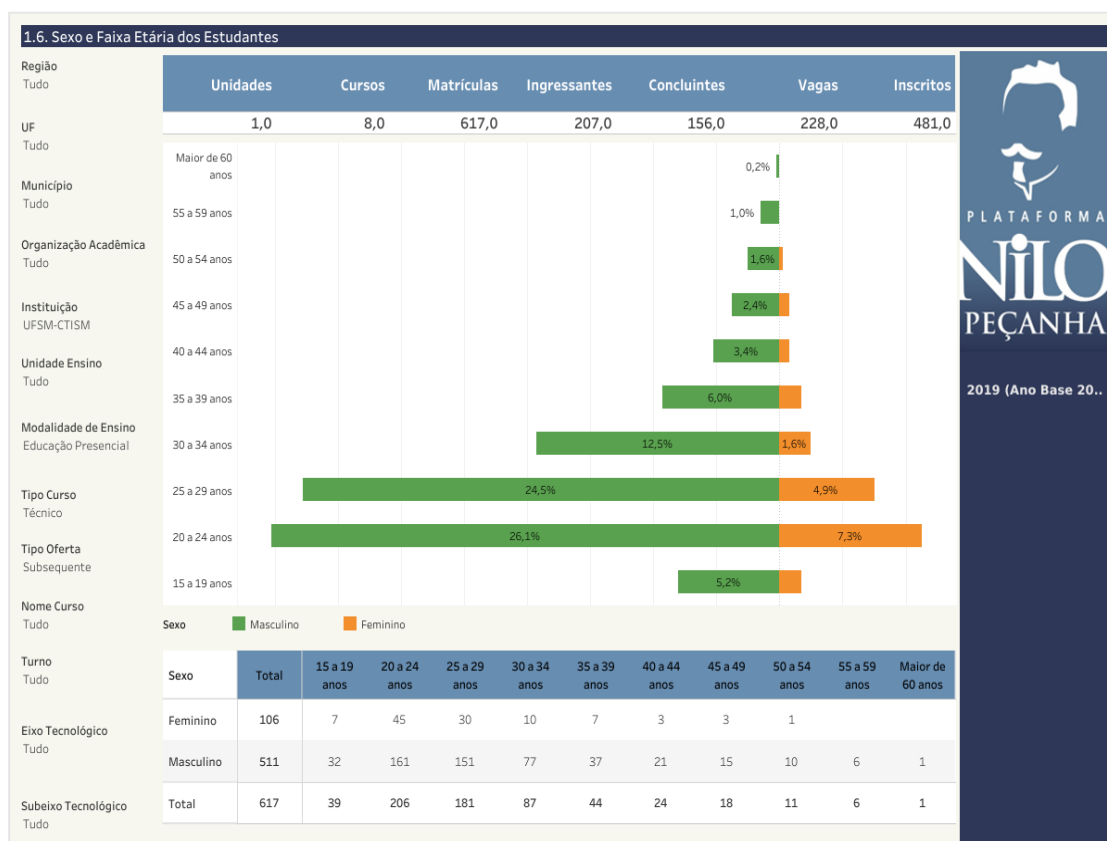 1.6. Sexo e Faixa Etária dos Estudantes
Região
Tudo
UF
Tudo
Município
Tudo
Organização Acadêmica
Tudo
Instituição
UFSM-CTISM
Unidade Ensino
Tudo
Modalidade de Ensino
Educação Presencial
Tipo Curso
Técnico
Tipo Oferta
Subsequente
Nome Curso
Tudo
Turno
Tudo
Eixo Tecnológico
Tudo
Subeixo Tecnológico
Tudo
Unidades Cursos Matrículas Ingressantes Concluintes Vagas Inscritos
1,0 8,0 617,0 207,0 156,0 228,0 481,0
Maior de 60
anos 0,2%
55 a 59 anos 1,0%
50 a 54 anos 1,6%
45 a 49 anos 2,4%
40 a 44 anos 3,4%
35 a 39 anos 6,0%
30 a 34 anos 12,5% 1,6%
25 a 29 anos 24,5% 4,9%
20 a 24 anos 26,1% 7,3%
15 a 19 anos 5,2%
Sexo Masculino Feminino
Sexo Total 15 a 19 anos 20 a 24 anos 25 a 29 anos 30 a 34 anos 35 a 39 anos 40 a 44 anos 45 a 49 anos 50 a 54 anos 55 a 59 anos Maior de 60 anos
Feminino 106 7 45 30 10 7 3 3 1
Masculino 511 32 161 151 77 37 21 15 10 6 1
Total 617 39 206 181 87 44 24 18 11 6 1
PLATAFORMA
NILO
PEÇANHA
2019 (Ano Base 20..